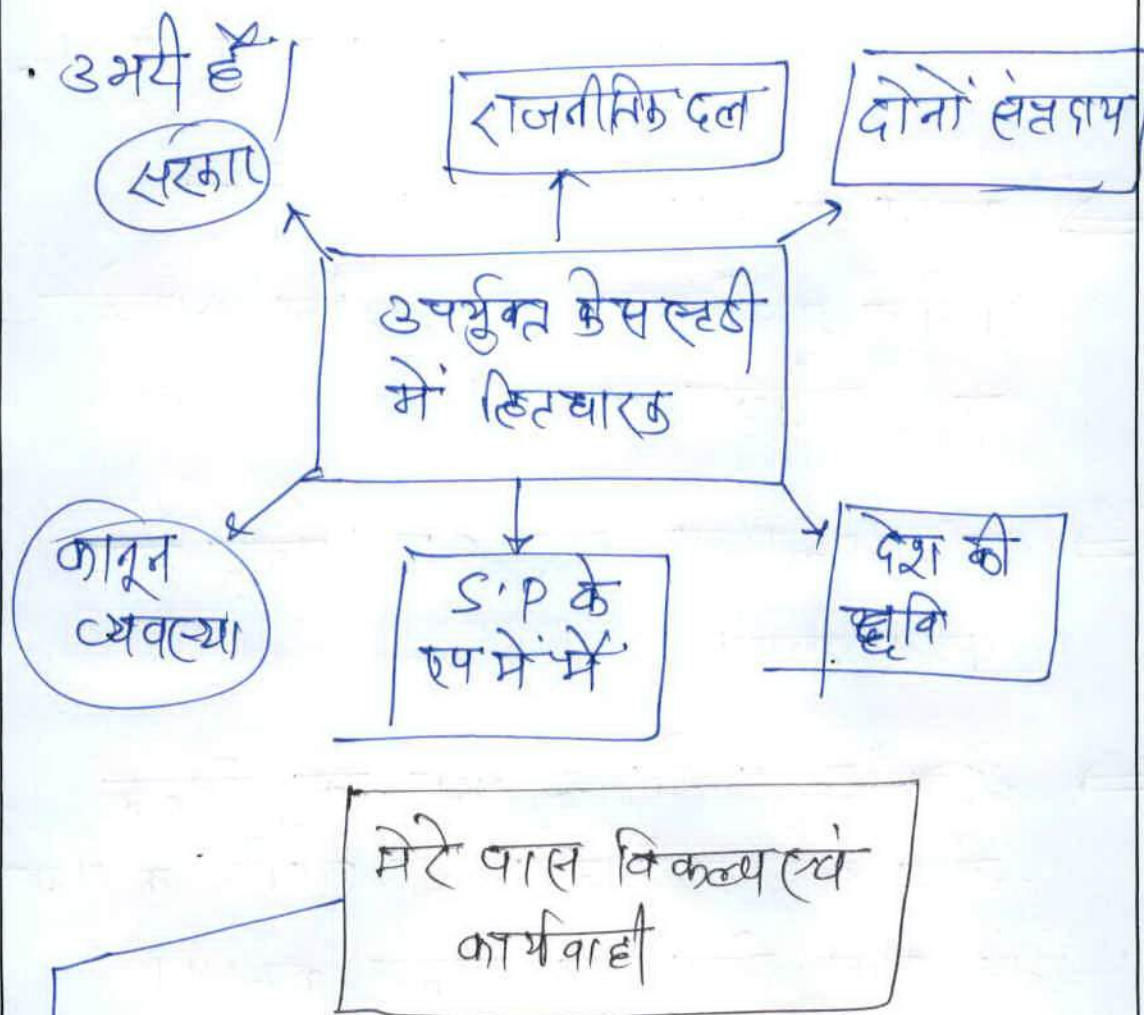 उभरी है।
सरकार
राजनीतिक दल
दोनों संप्रदाय
उपर्युक्त केस स्टडी
में हितधारक
कानून
व्यवस्था
S.P के
रूप में मैं
देश की
छवि
मेरे पास विकल्प एवं
कार्यवाही